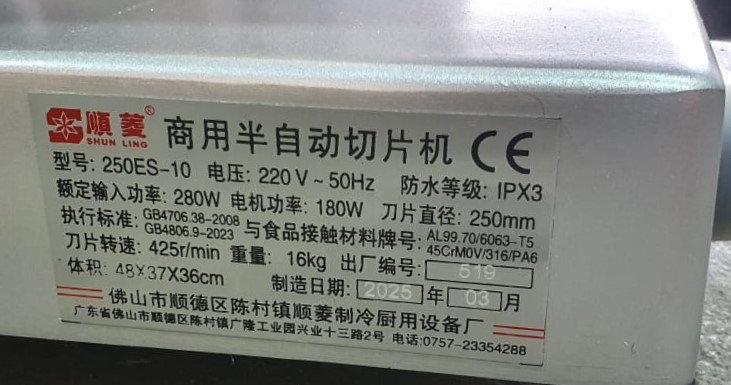 順菱® 商用半自动切片机 CE
SHUN LING
型号: 250ES-10 电压: 220V~50Hz 防水等级: IPX3
额定输入功率: 280W 电机功率: 180W 刀片直径: 250mm
执行标准: GB4706.38-2008 GB4806.9-2023 与食品接触材料牌号: AL99.70/6063-T5 45CrMOV/316/PA6
刀片转速: 425r/min 重量: 16kg 出厂编号: 519
体积: 48X37X36cm 制造日期: 2025 年 03 月
佛山市顺德区陈村镇顺菱制冷厨用设备厂
广东省佛山市顺德区陈村镇广隆工业园兴业十三路2号 电话:0757-23354288